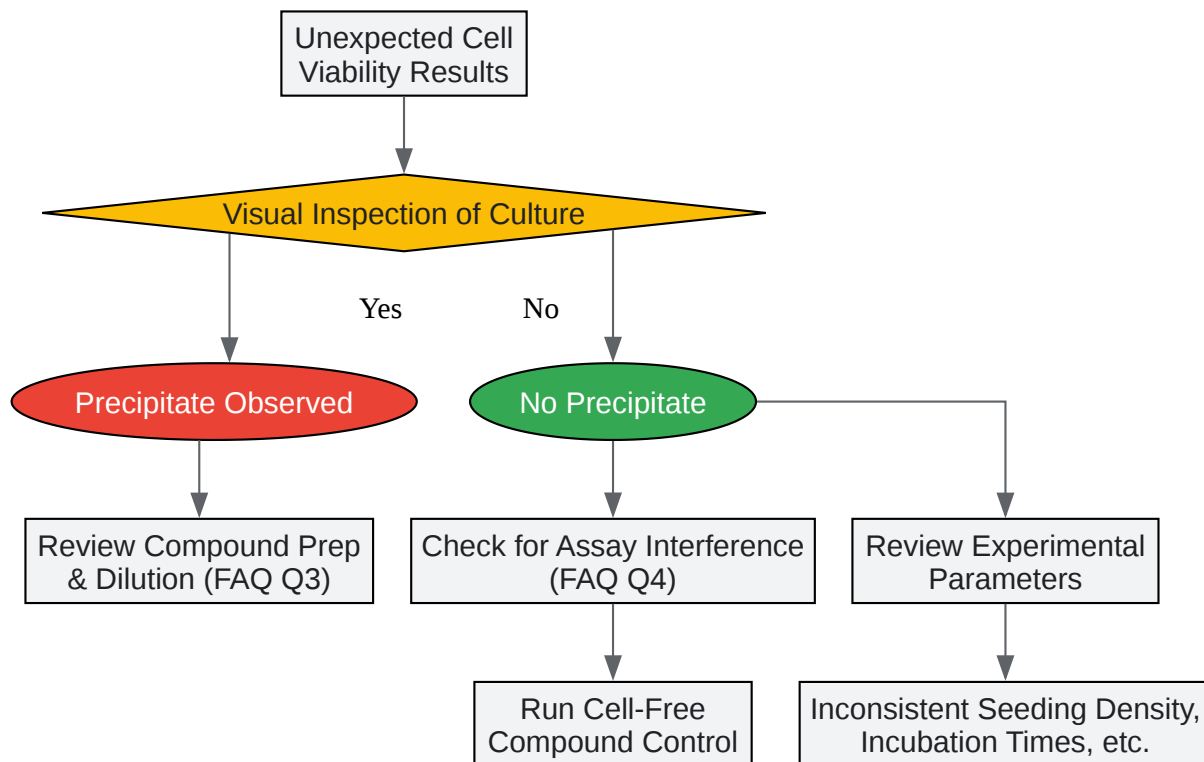 Unexpected Cell
Viability Results
Visual Inspection of Culture
Yes
No
Precipitate Observed
No Precipitate
Review Compound Prep
& Dilution (FAQ Q3)
Check for Assay Interference
(FAQ Q4)
Review Experimental
Parameters
Run Cell-Free
Compound Control
Inconsistent Seeding Density,
Incubation Times, etc.